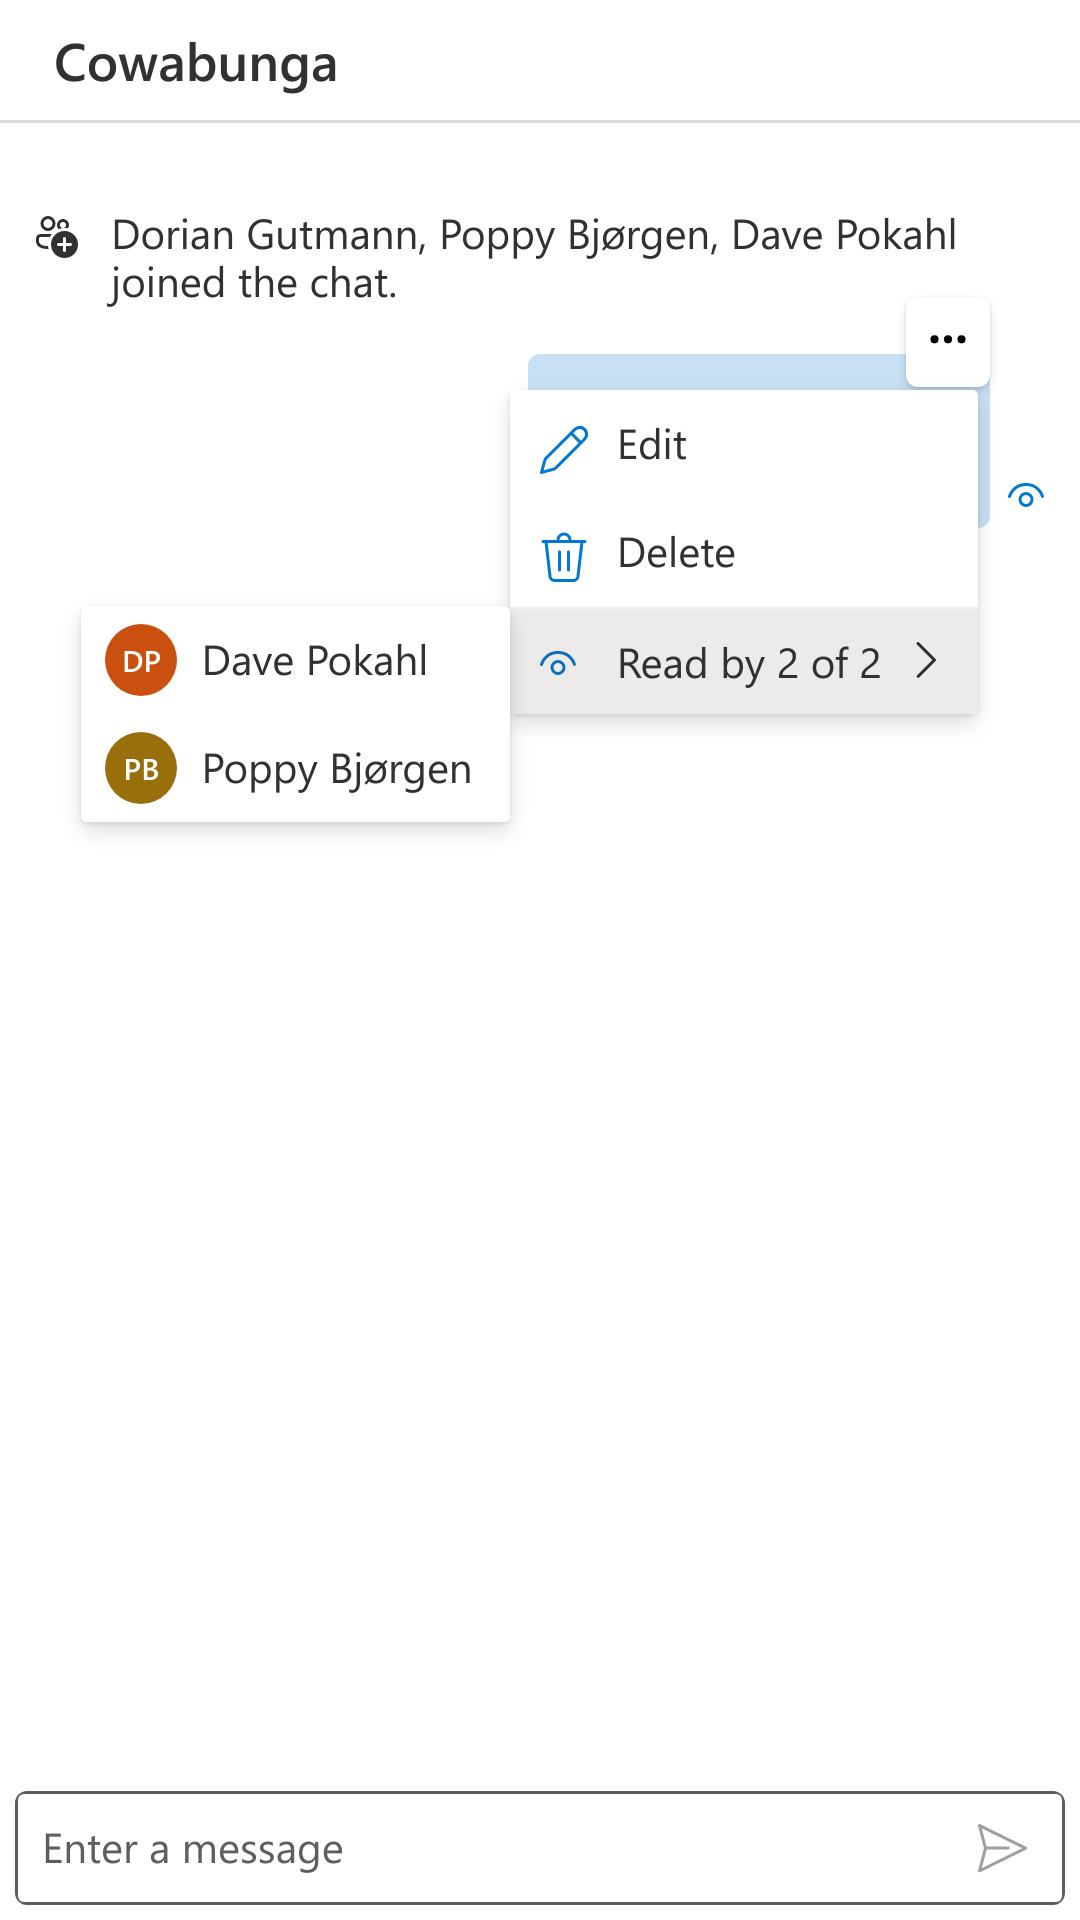 Cowabunga
Dorian Gutmann, Poppy Bjørgen, Dave Pokahl
joined the chat.
Edit
Delete
Read by 2 of 2
DP Dave Pokahl
PB Poppy Bjørgen
Enter a message